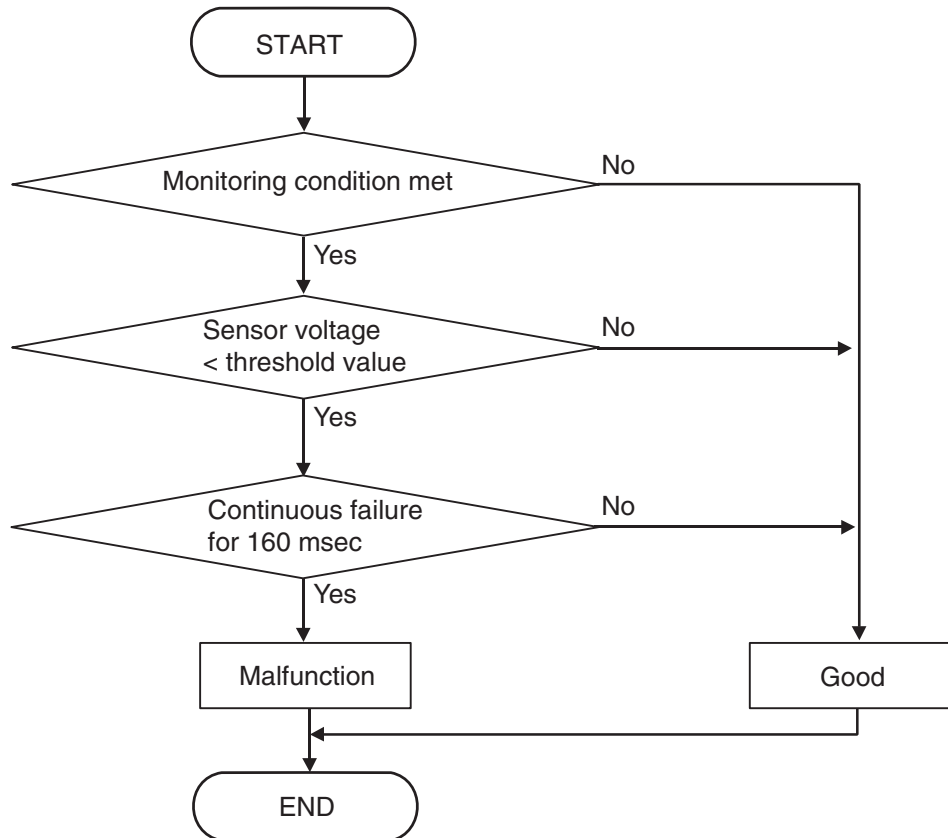 START
Monitoring condition met
No
Yes
Sensor voltage
< threshold value
No
Yes
Continuous failure
for 160 msec
No
Yes
Malfunction
Good
END